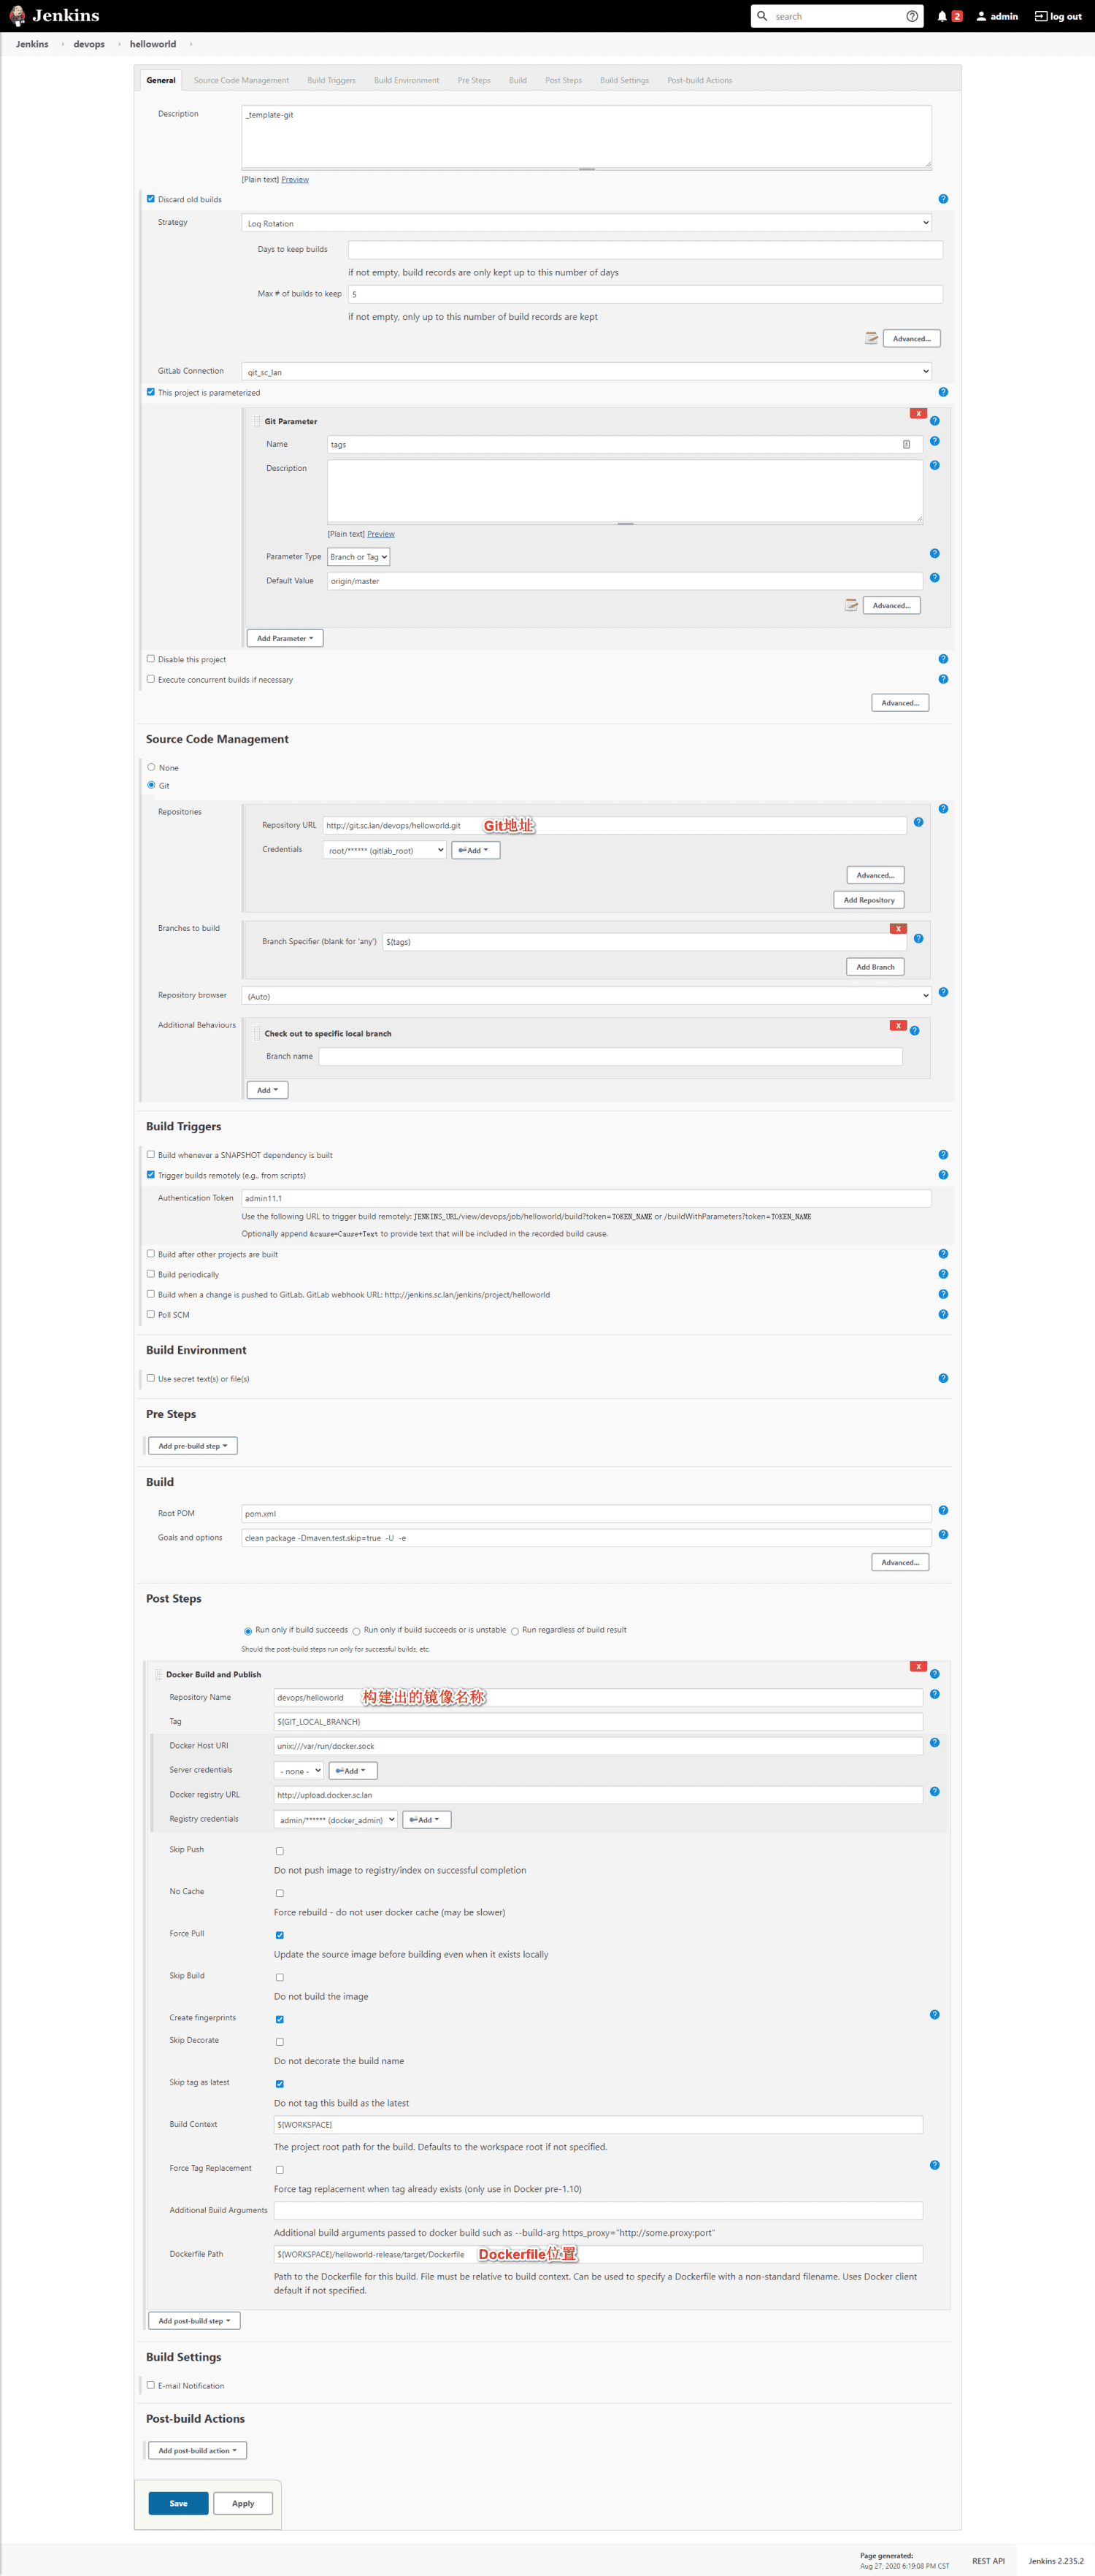 Jenkins
search
2
admin
log out
Jenkins
devops
helloworld
General
Source Code Management
Build Triggers
Build Environment
Pre Steps
Build
Post Steps
Build Settings
Post-build Actions
Description
_template-git
[Plain text] Preview
Discard old builds
Strategy
Log Rotation
Days to keep builds
if not empty, build records are only kept up to this number of days
Max # of builds to keep
5
if not empty, only up to this number of build records are kept
Advanced...
GitLab Connection
git_sc_lan
This project is parameterized
X
Git Parameter
Name
tags
Description
[Plain text] Preview
Parameter Type
Branch or Tag
Default Value
origin/master
Advanced...
Add Parameter
Disable this project
Execute concurrent builds if necessary
Advanced...
Source Code Management
None
Git
Repositories
Repository URL
http://git.sc.lan/devops/helloworld.git
Git地址
Credentials
root/****** (gitlab_root)
Add
Advanced...
Add Repository
Branches to build
X
Branch Specifier (blank for 'any')
${tags}
Add Branch
Repository browser
(Auto)
Additional Behaviours
X
Check out to specific local branch
Branch name
Add
Build Triggers
Build whenever a SNAPSHOT dependency is built
Trigger builds remotely (e.g., from scripts)
Authentication Token
admin11.1
Use the following URL to trigger build remotely: JENKINS_URL/view/devops/job/helloworld/build?token=TOKEN_NAME or /buildWithParameters?token=TOKEN_NAME
Optionally append &cause=Cause+Text to provide text that will be included in the recorded build cause.
Build after other projects are built
Build periodically
Build when a change is pushed to GitLab. GitLab webhook URL: http://jenkins.sc.lan/jenkins/project/helloworld
Poll SCM
Build Environment
Use secret text(s) or file(s)
Pre Steps
Add pre-build step
Build
Root POM
pom.xml
Goals and options
clean package -Dmaven.test.skip=true -U -e
Advanced...
Post Steps
Run only if build succeeds
Run only if build succeeds or is unstable
Run regardless of build result
Should the post-build steps run only for successful builds, etc.
X
Docker Build and Publish
Repository Name
devops/helloworld
构建出的镜像名称
Tag
${GIT_LOCAL_BRANCH}
Docker Host URI
unix:///var/run/docker.sock
Server credentials
- none -
Add
Docker registry URL
http://upload.docker.sc.lan
Registry credentials
admin/****** (docker_admin)
Add
Skip Push
Do not push image to registry/index on successful completion
No Cache
Force rebuild - do not user docker cache (may be slower)
Force Pull
Update the source image before building even when it exists locally
Skip Build
Do not build the image
Create fingerprints
Skip Decorate
Do not decorate the build name
Skip tag as latest
Do not tag this build as the latest
Build Context
${WORKSPACE}
The project root path for the build. Defaults to the workspace root if not specified.
Force Tag Replacement
Force tag replacement when tag already exists (only use in Docker pre-1.10)
Additional Build Arguments
Additional build arguments passed to docker build such as --build-arg https_proxy="http://some.proxy:port"
Dockerfile Path
${WORKSPACE}/helloworld-release/target/Dockerfile
Dockerfile位置
Path to the Dockerfile for this build. File must be relative to build context. Can be used to specify a Dockerfile with a non-standard filename. Uses Docker client
default if not specified.
Add post-build step
Build Settings
E-mail Notification
Post-build Actions
Add post-build action
Save
Apply
Page generated:
Aug 27, 2020 6:19:08 PM CST
REST API
Jenkins 2.235.2